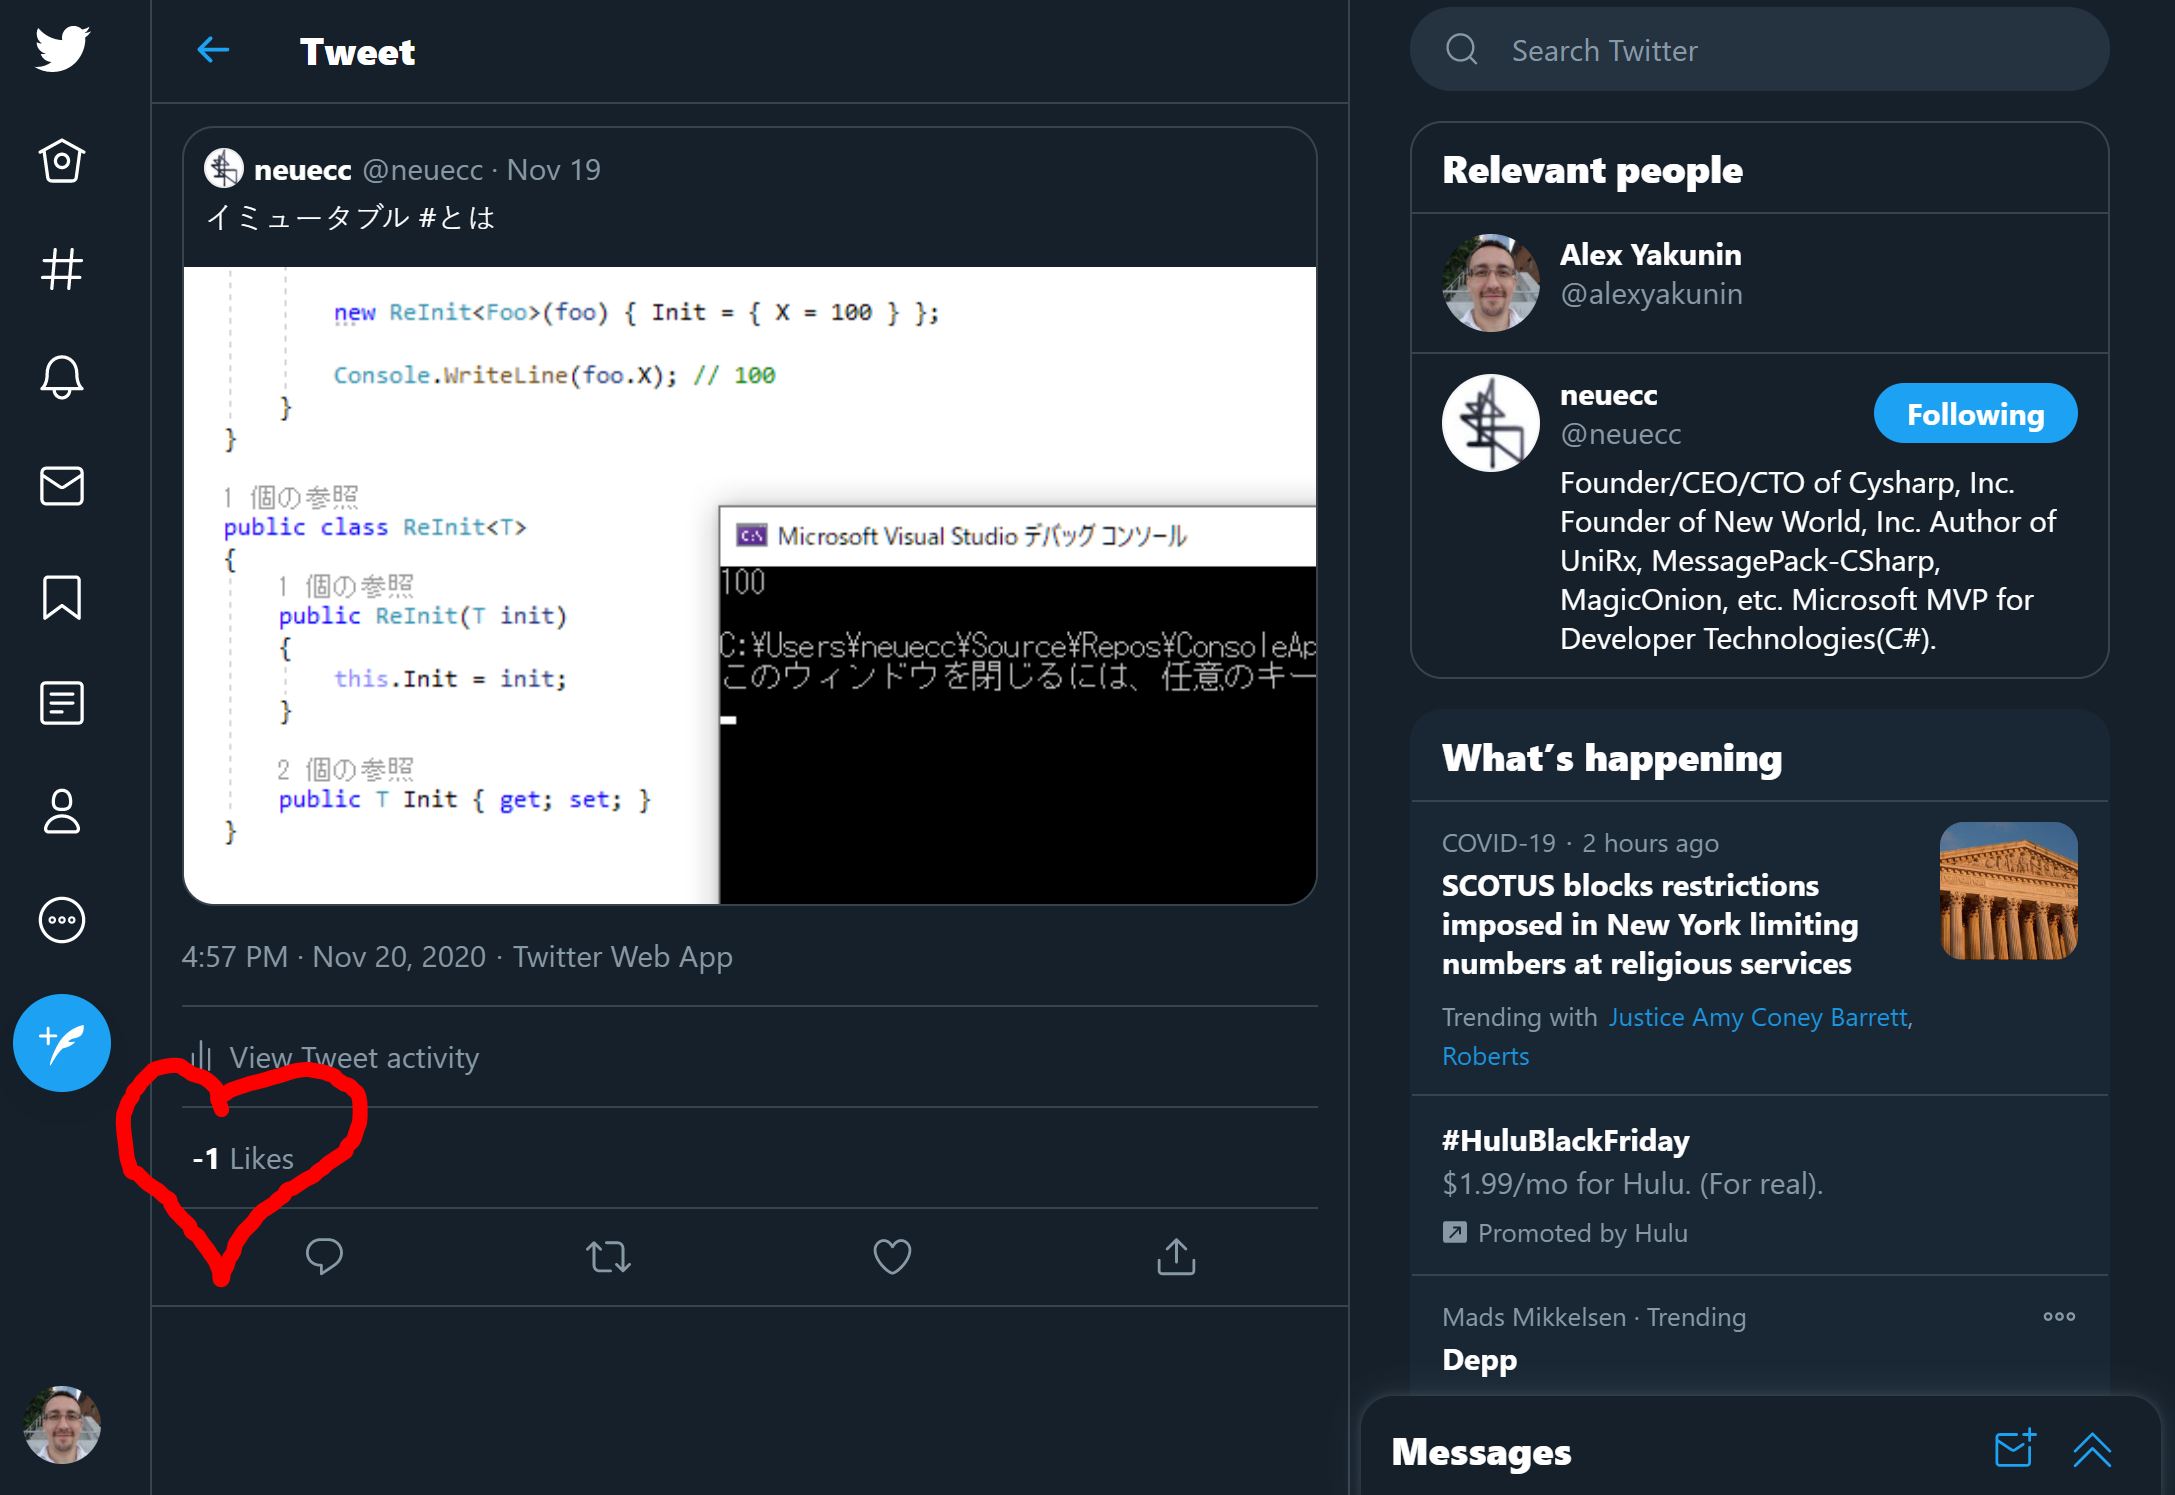 Tweet
neuecc @neuecc · Nov 19
イミュータブル #とは
new ReInit<Foo>(foo) { Init = { X = 100 } };
Console.WriteLine(foo.X); // 100
}
}
1 個の参照
public class ReInit<T>
{
1 個の参照
public ReInit(T init)
{
this.Init = init;
}
2 個の参照
public T Init { get; set; }
}
Microsoft Visual Studio デバッグ コンソール
100
C:¥Users¥neuecc¥Source¥Repos¥ConsoleAp
このウィンドウを閉じるには、任意のキー
4:57 PM · Nov 20, 2020 · Twitter Web App
View Tweet activity
-1 Likes
Search Twitter
Relevant people
Alex Yakunin
@alexyakunin
neuecc
@neuecc
Following
Founder/CEO/CTO of Cysharp, Inc.
Founder of New World, Inc. Author of
UniRx, MessagePack-CSharp,
MagicOnion, etc. Microsoft MVP for
Developer Technologies(C#).
What's happening
COVID-19 · 2 hours ago
SCOTUS blocks restrictions
imposed in New York limiting
numbers at religious services
Trending with Justice Amy Coney Barrett,
Roberts
#HuluBlackFriday
$1.99/mo for Hulu. (For real).
Promoted by Hulu
Mads Mikkelsen · Trending
Depp
Messages